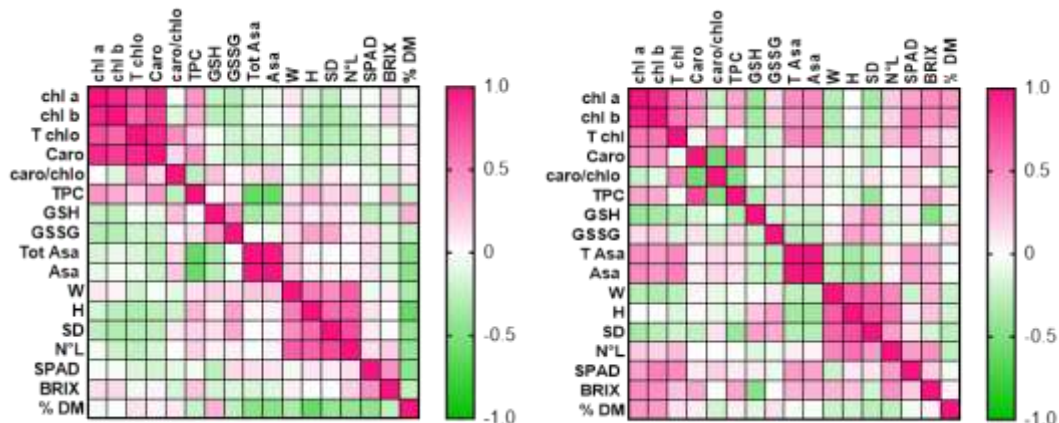 chl a chl b T chlo Caro caro/chlo TPC GSH GSSG Tot Asa Asa W H SD N°L SPAD BRIX % DM
chl a
chl b
T chlo
Caro
caro/chlo
TPC
GSH
GSSG
Tot Asa
Asa
W
H
SD
N°L
SPAD
BRIX
% DM
1.0
0.5
0
-0.5
-1.0
chl a chl b T chl Caro caro/chlo TPC GSH GSSG T Asa Asa W H SD N°L SPAD BRIX % DM
chl a
chl b
T chl
Caro
caro/chlo
TPC
GSH
GSSG
T Asa
Asa
W
H
SD
N°L
SPAD
BRIX
% DM
1.0
0.5
0
-0.5
-1.0